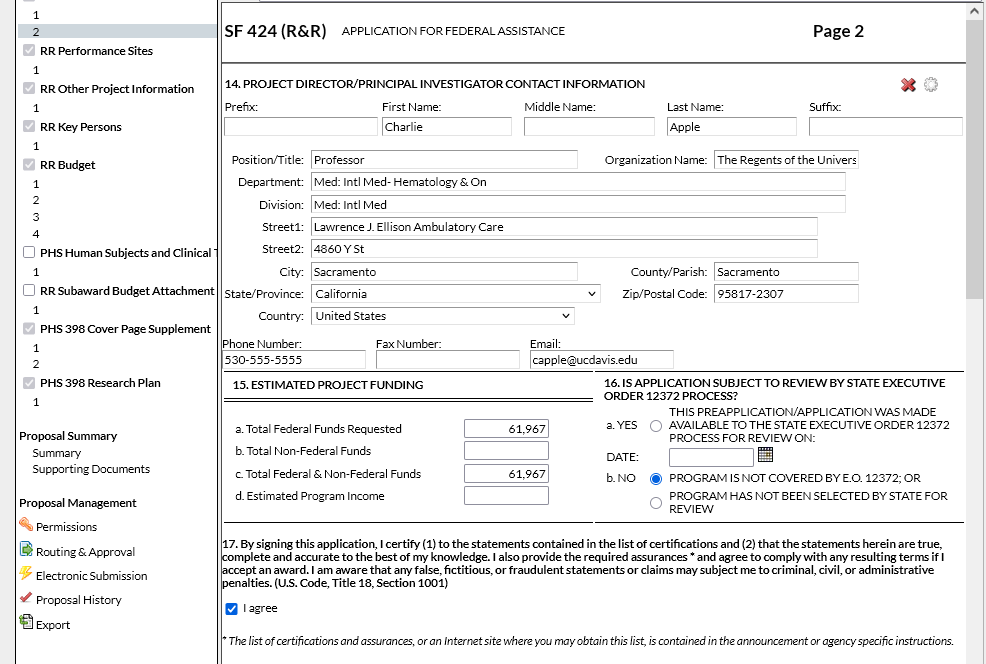 1
2
RR Performance Sites
1
RR Other Project Information
1
RR Key Persons
1
RR Budget
1
2
3
4
PHS Human Subjects and Clinical T
1
RR Subaward Budget Attachment
1
PHS 398 Cover Page Supplement
1
2
PHS 398 Research Plan
1
Proposal Summary
Summary
Supporting Documents
Proposal Management
Permissions
Routing & Approval
Electronic Submission
Proposal History
Export
SF 424 (R&R) APPLICATION FOR FEDERAL ASSISTANCE Page 2
14. PROJECT DIRECTOR/PRINCIPAL INVESTIGATOR CONTACT INFORMATION
Prefix: First Name: Middle Name: Last Name: Suffix:
Charlie Apple
Position/Title: Professor Organization Name: The Regents of the Univers
Department: Med: Intl Med- Hematology & On
Division: Med: Intl Med
Street1: Lawrence J. Ellison Ambulatory Care
Street2: 4860 Y St
City: Sacramento County/Parish: Sacramento
State/Province: California Zip/Postal Code: 95817-2307
Country: United States
Phone Number: Fax Number: Email:
530-555-5555 capple@ucdavis.edu
15. ESTIMATED PROJECT FUNDING
a. Total Federal Funds Requested 61,967
b. Total Non-Federal Funds
c. Total Federal & Non-Federal Funds 61,967
d. Estimated Program Income
16. IS APPLICATION SUBJECT TO REVIEW BY STATE EXECUTIVE
ORDER 12372 PROCESS?
a. YES THIS PREAPPLICATION/APPLICATION WAS MADE
AVAILABLE TO THE STATE EXECUTIVE ORDER 12372
PROCESS FOR REVIEW ON:
DATE:
b. NO PROGRAM IS NOT COVERED BY E.O. 12372; OR
PROGRAM HAS NOT BEEN SELECTED BY STATE FOR
REVIEW
17. By signing this application, I certify (1) to the statements contained in the list of certifications and (2) that the statements herein are true,
complete and accurate to the best of my knowledge. I also provide the required assurances * and agree to comply with any resulting terms if I
accept an award. I am aware that any false, fictitious, or fraudulent statements or claims may subject me to criminal, civil, or administrative
penalties. (U.S. Code, Title 18, Section 1001)
I agree
* The list of certifications and assurances, or an Internet site where you may obtain this list, is contained in the announcement or agency specific instructions.